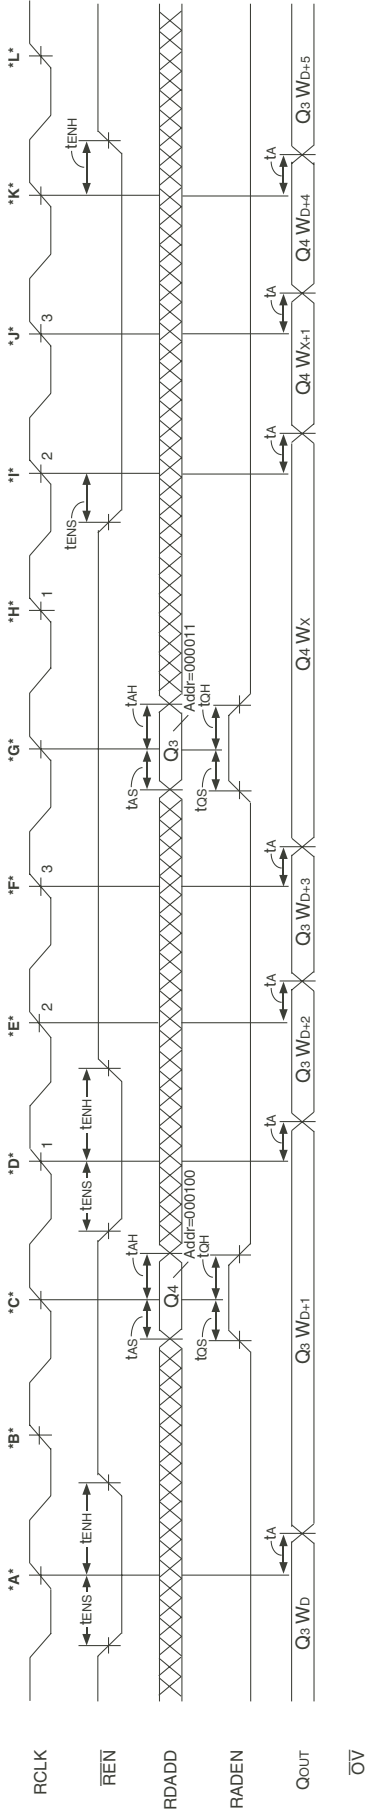 *A* *B* *C* *D* *E* *F* *G* *H* *I* *J* *K* *L*
RCLK 1 2 3 1 2 3
R̅E̅N̅ tENS tENH tENS tENH tENS tENH
tAS tAH tAS tAH
RDADD Q4 Q3
Addr=000100 Addr=000011
tQS tQH tQS tQH
RADEN
tA tA tA tA tA tA tA
QOUT Q3 WD Q3 WD+1 Q3 WD+2 Q3 WD+3 Q4 WX Q4 WX+1 Q4 WD+4 Q3 WD+5
O̅V̅